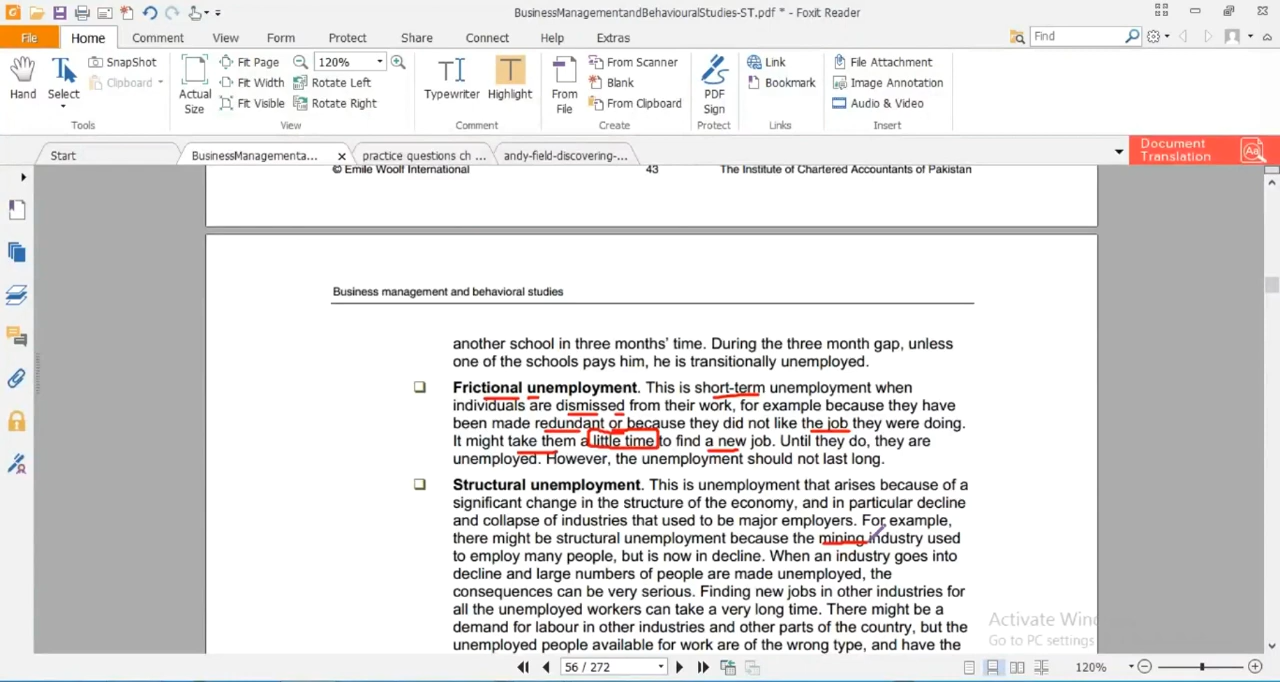 BusinessManagementandBehaviouralStudies-ST.pdf * - Foxit Reader
File Home Comment View Form Protect Share Connect Help Extras Find
SnapShot Fit Page 120% From Scanner Link File Attachment
Clipboard Fit Width Rotate Left Blank Bookmark Image Annotation
Hand Select Actual Size Fit Visible Rotate Right Typewriter Highlight From File From Clipboard PDF Sign Audio & Video
Tools View Comment Create Protect Links Insert
Start BusinessManagementa... practice questions ch ... andy-field-discovering-... Document Translation
© Emile Woolf International 43 The Institute of Chartered Accountants of Pakistan
Business management and behavioral studies
another school in three months’ time. During the three month gap, unless
one of the schools pays him, he is transitionally unemployed.
Frictional unemployment. This is short-term unemployment when
individuals are dismissed from their work, for example because they have
been made redundant or because they did not like the job they were doing.
It might take them a little time to find a new job. Until they do, they are
unemployed. However, the unemployment should not last long.
Structural unemployment. This is unemployment that arises because of a
significant change in the structure of the economy, and in particular decline
and collapse of industries that used to be major employers. For example,
there might be structural unemployment because the mining industry used
to employ many people, but is now in decline. When an industry goes into
decline and large numbers of people are made unemployed, the
consequences can be very serious. Finding new jobs in other industries for
all the unemployed workers can take a very long time. There might be a
demand for labour in other industries and other parts of the country, but the
unemployed people available for work are of the wrong type, and have the
Activate Win
Go to PC settings
56 / 272 120%